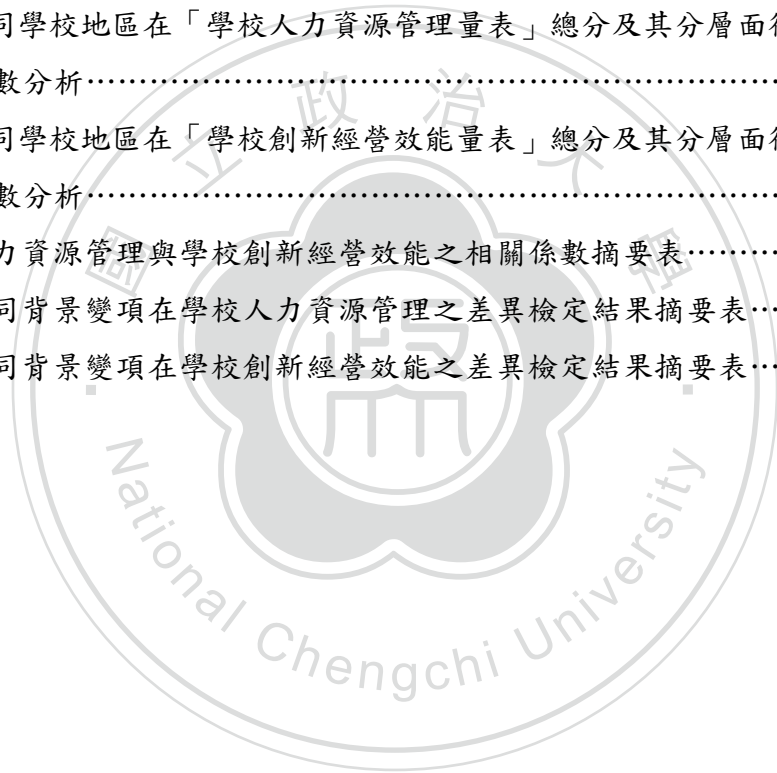 同學校地區在「學校人力資源管理量表」總分及其分層面得
數分析………………………………………………
同學校地區在「學校創新經營效能量表」總分及其分層面得
數分析………………………………………………
力資源管理與學校創新經營效能之相關係數摘要表………
同背景變項在學校人力資源管理之差異檢定結果摘要表…
同背景變項在學校創新經營效能之差異檢定結果摘要表…
國立政治大學
National Chengchi University